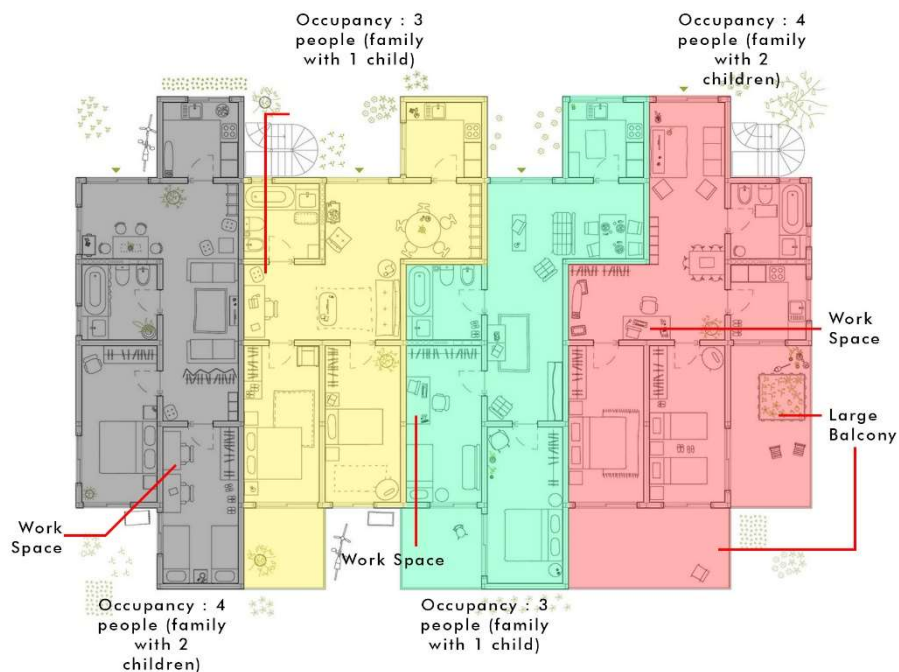 Occupancy : 3
people (family
with 1 child)
Occupancy : 4
people (family
with 2
children)
Work
Space
Large
Balcony
Work
Space
Work Space
Occupancy : 4
people (family
with 2
children)
Occupancy : 3
people (family
with 1 child)